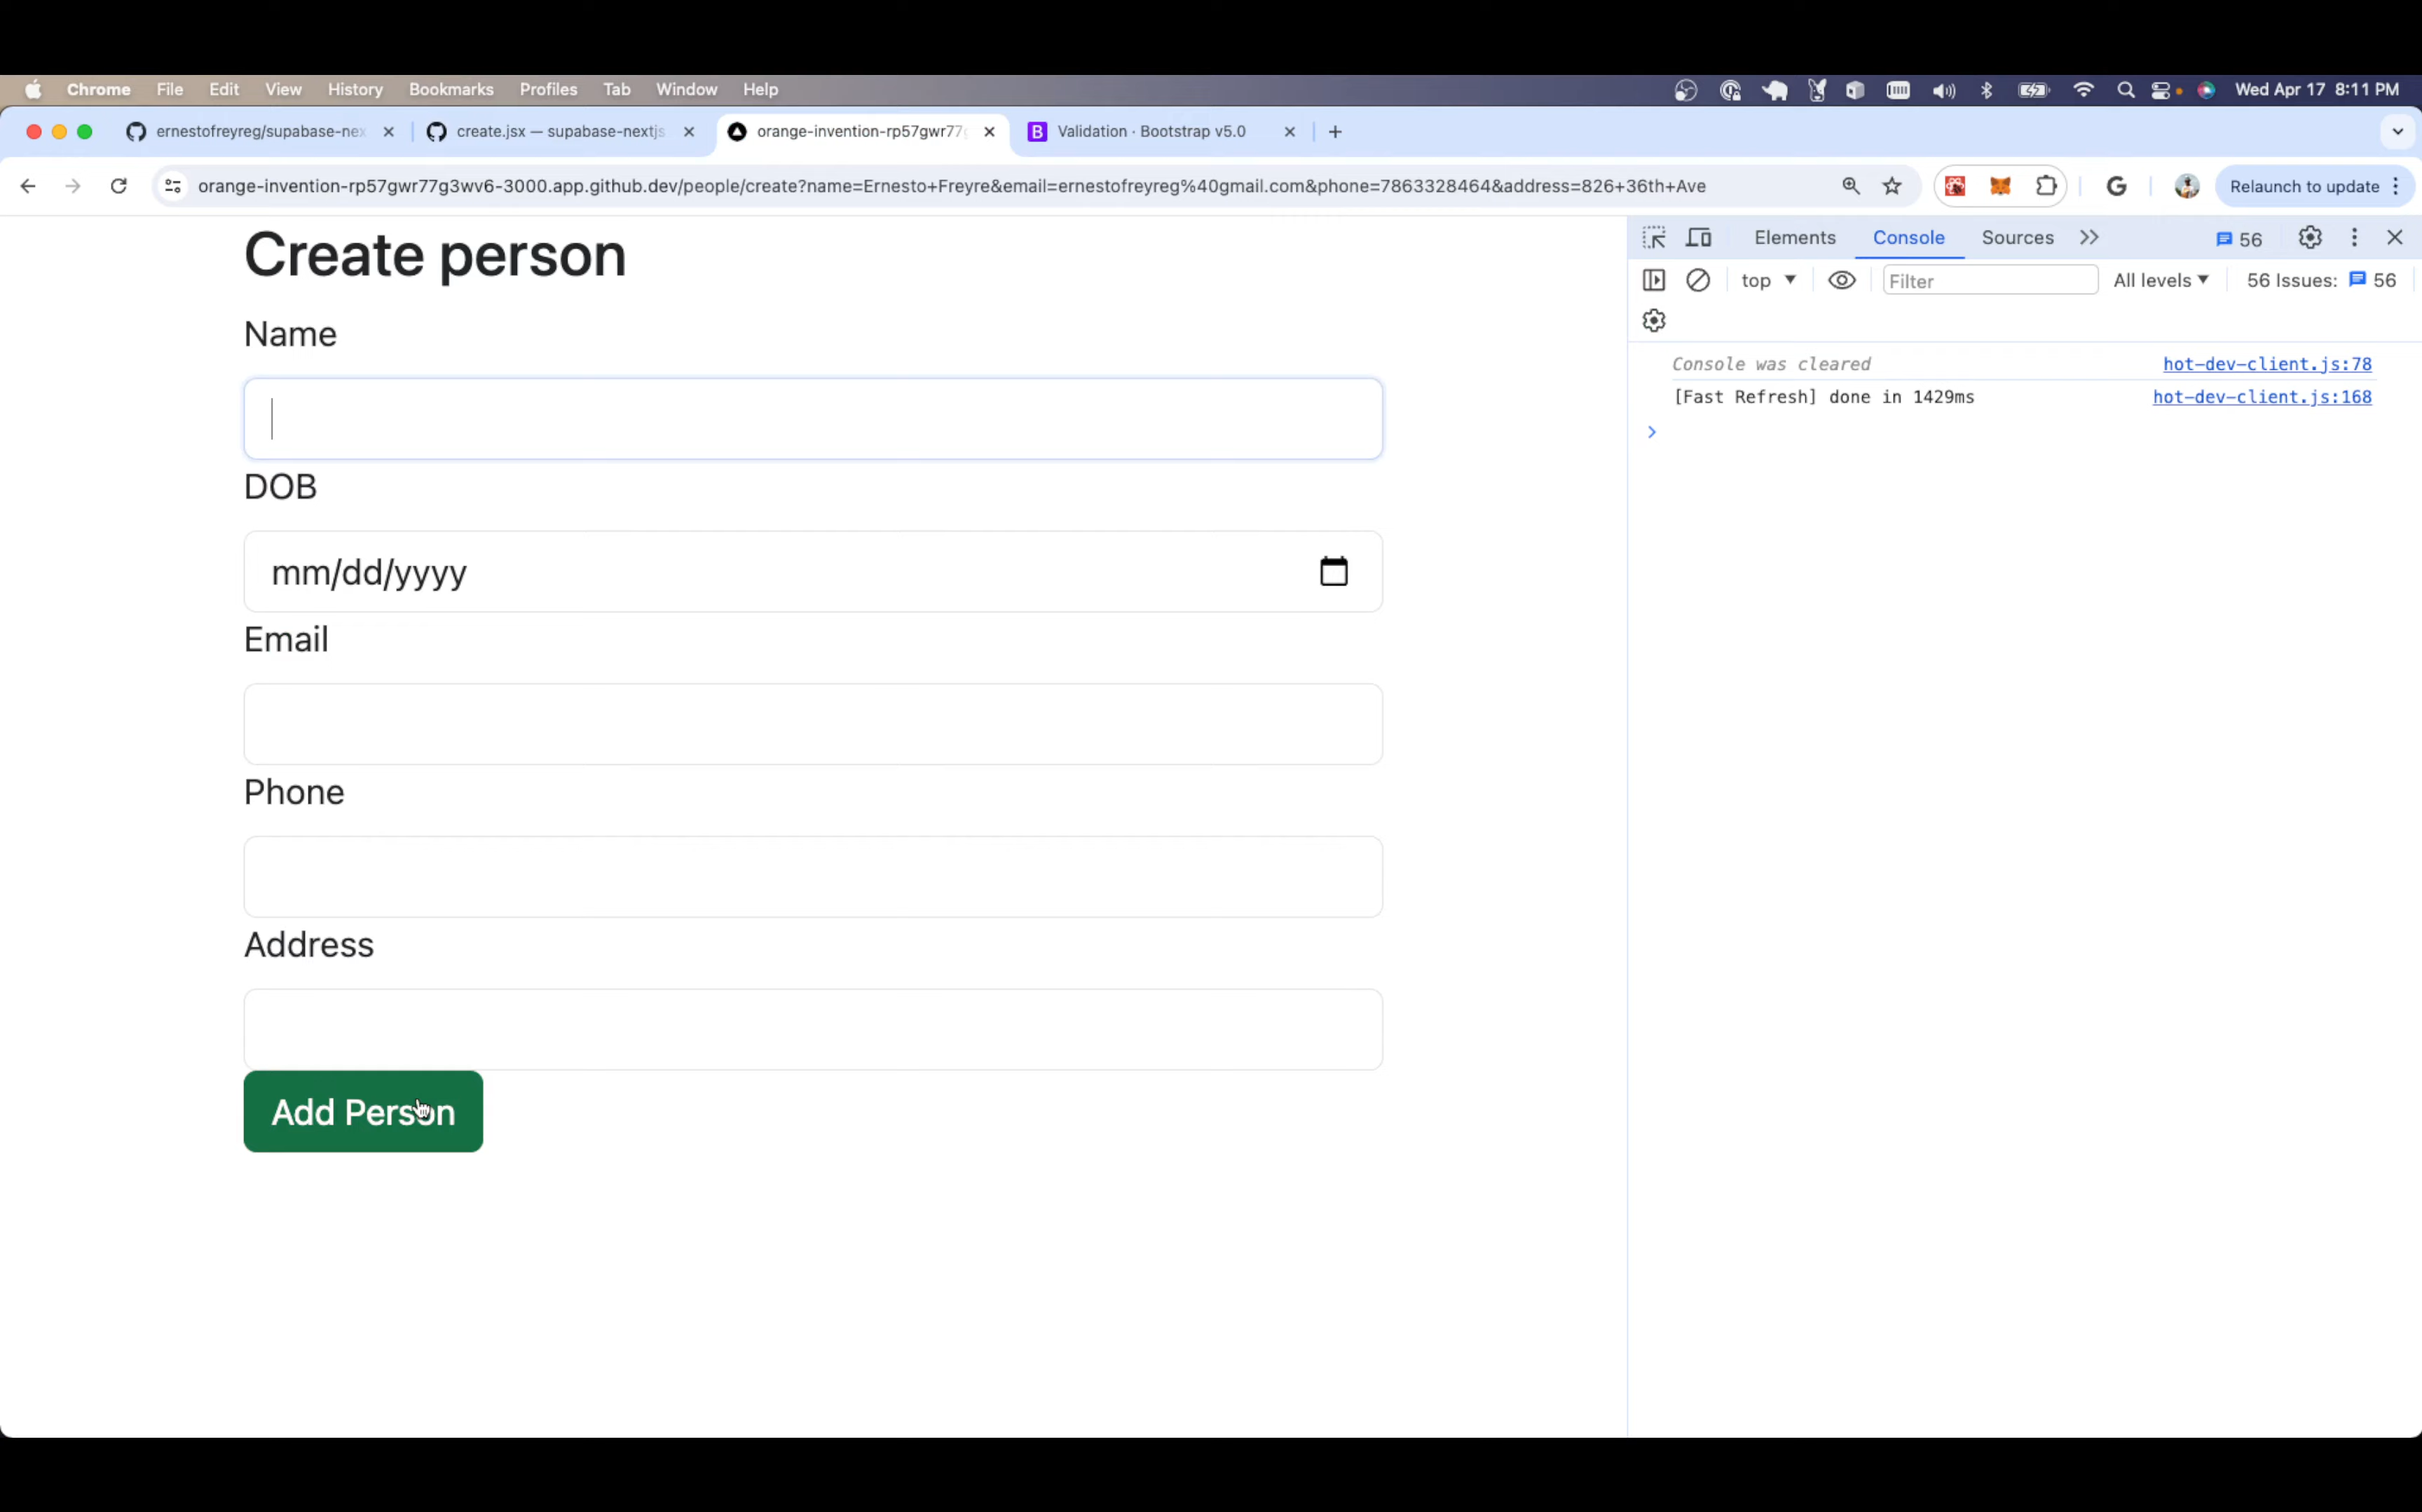 Chrome File Edit View History Bookmarks Profiles Tab Window Help Wed Apr 17 8:11 PM
ernestofreyreg/supabase-nex create.jsx — supabase-nextjs orange-invention-rp57gwr77g B Validation · Bootstrap v5.0
orange-invention-rp57gwr77g3wv6-3000.app.github.dev/people/create?name=Ernesto+Freyre&email=ernestofreyreg%40gmail.com&phone=7863328464&address=826+36th+Ave G Relaunch to update
Create person
Name
DOB
mm/dd/yyyy
Email
Phone
Address
Add Person
Elements Console Sources 56
top Filter All levels 56 Issues: 56
Console was cleared hot-dev-client.js:78
[Fast Refresh] done in 1429ms hot-dev-client.js:168